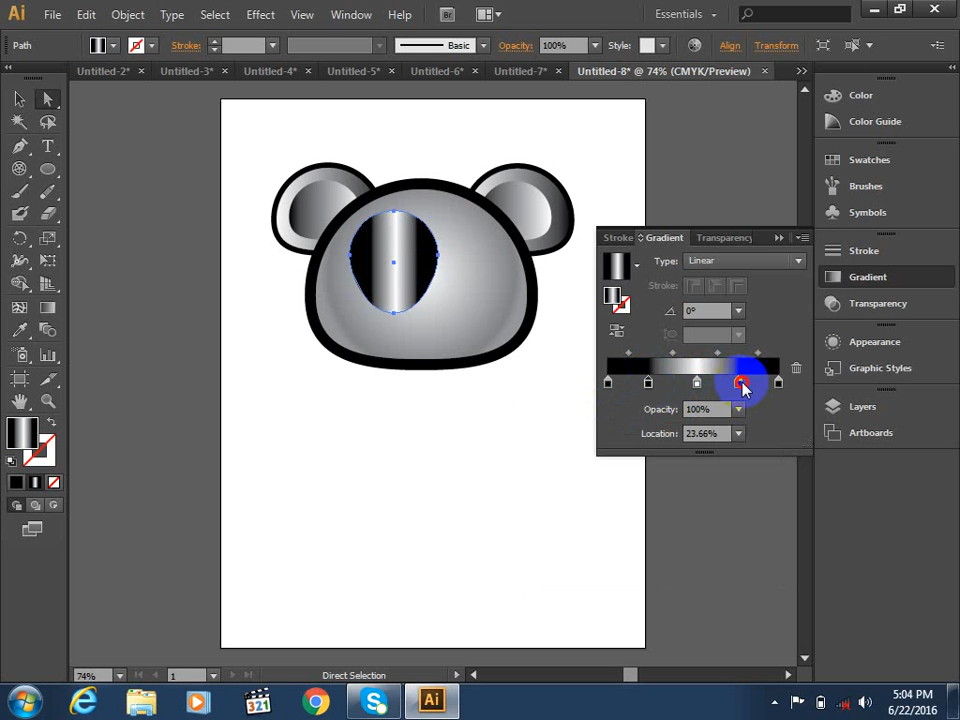 Ai File Edit Object Type Select Effect View Window Help Br Essentials
Path Stroke: Basic Opacity: 100% Style: Align Transform
Untitled-2* × Untitled-3* × Untitled-4* × Untitled-5* × Untitled-6* × Untitled-7* × Untitled-8* @ 74% (CMYK/Preview) ×
Color
Color Guide
Swatches
Brushes
Symbols
Stroke
Gradient
Transparency
Appearance
Graphic Styles
Layers
Artboards
Stroke Gradient Transparency
Type: Linear
Stroke:
0°
Opacity: 100%
Location: 23.66%
74% 1 Direct Selection
321 Ai 5:04 PM
6/22/2016